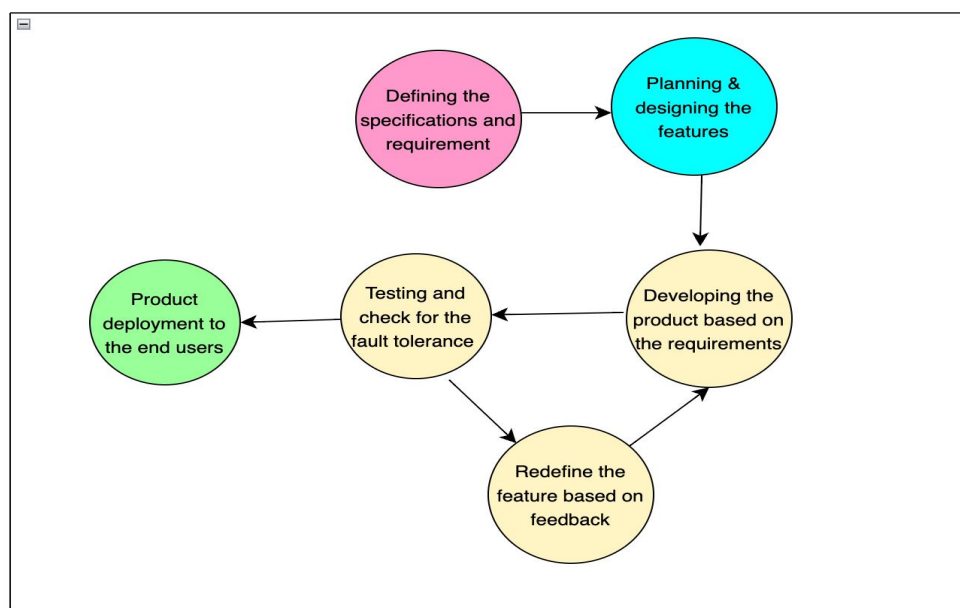 Defining the
specifications and
requirement
Planning &
designing the
features
Product
deployment to
the end users
Testing and
check for the
fault tolerance
Developing the
product based on
the requirements
Redefine the
feature based on
feedback